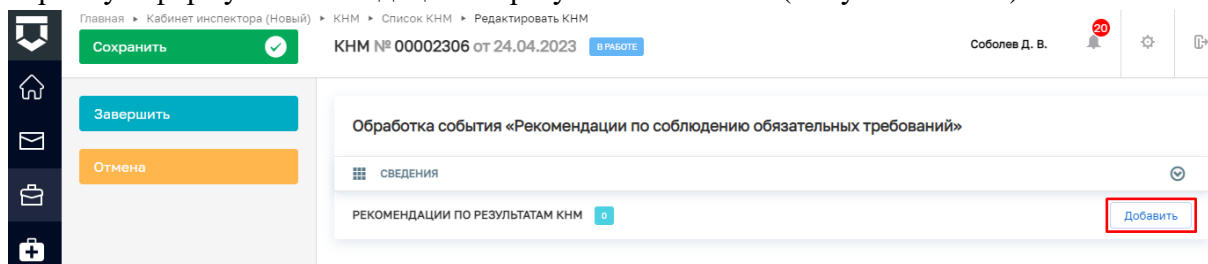 Главная ▸ Кабинет инспектора (Новый) ▸ КНМ ▸ Список КНМ ▸ Редактировать КНМ
Сохранить
КНМ № 00002306 от 24.04.2023 В РАБОТЕ
Соболев Д. В.
20
Завершить
Отмена
Обработка события «Рекомендации по соблюдению обязательных требований»
СВЕДЕНИЯ
РЕКОМЕНДАЦИИ ПО РЕЗУЛЬТАТАМ КНМ 0
Добавить